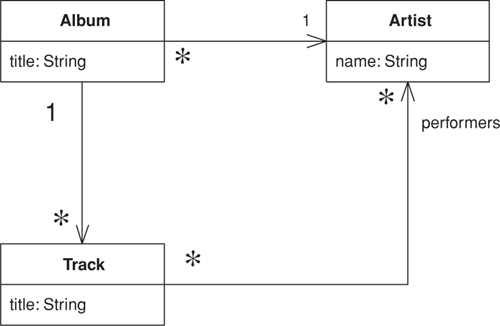 Album
title: String
1
Artist
name: String
*
*
performers
1
*
Track
title: String
*